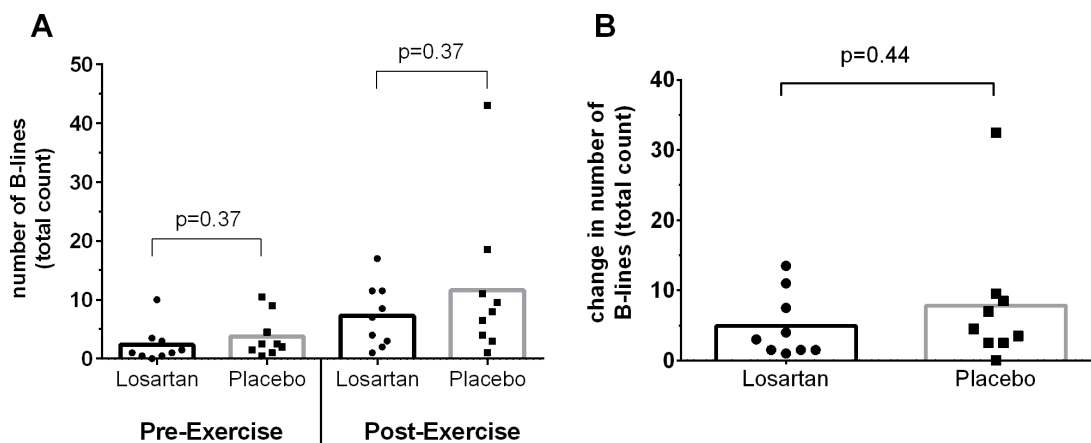 A
number of B-lines
(total count)
50
40
30
20
10
0
p=0.37
p=0.37
Losartan
Placebo
Losartan
Placebo
Pre-Exercise
Post-Exercise
B
change in number of
B-lines (total count)
40
30
20
10
0
p=0.44
Losartan
Placebo